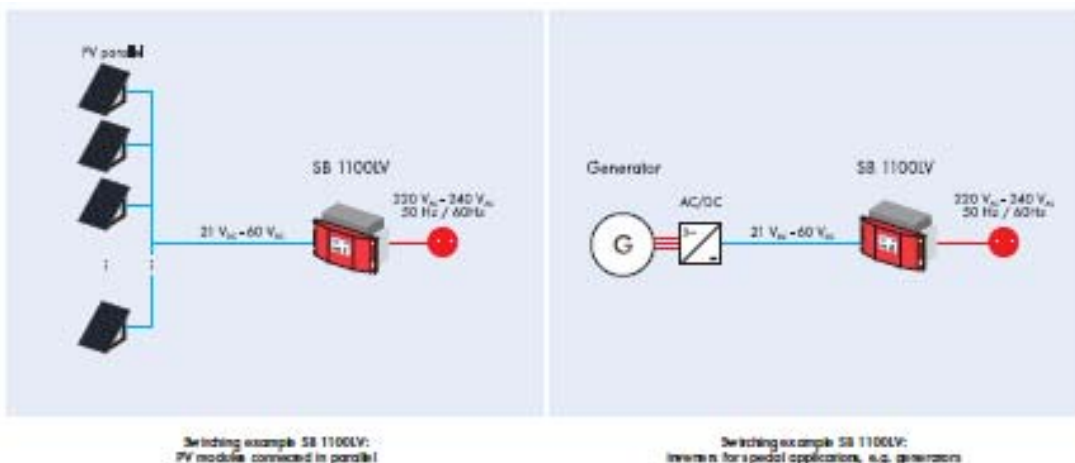 PV parallel
SB 1100LV
220 VAC - 240 VAC
50 Hz / 60Hz
21 VDC - 60 VDC
Generator
SB 1100LV
AC/DC
220 VAC - 240 VAC
50 Hz / 60Hz
G
3~
21 VDC - 60 VDC
Switching example SB 1100LV:
PV modules connected in parallel
Switching example SB 1100LV:
Inverters for special applications, e.g. generators